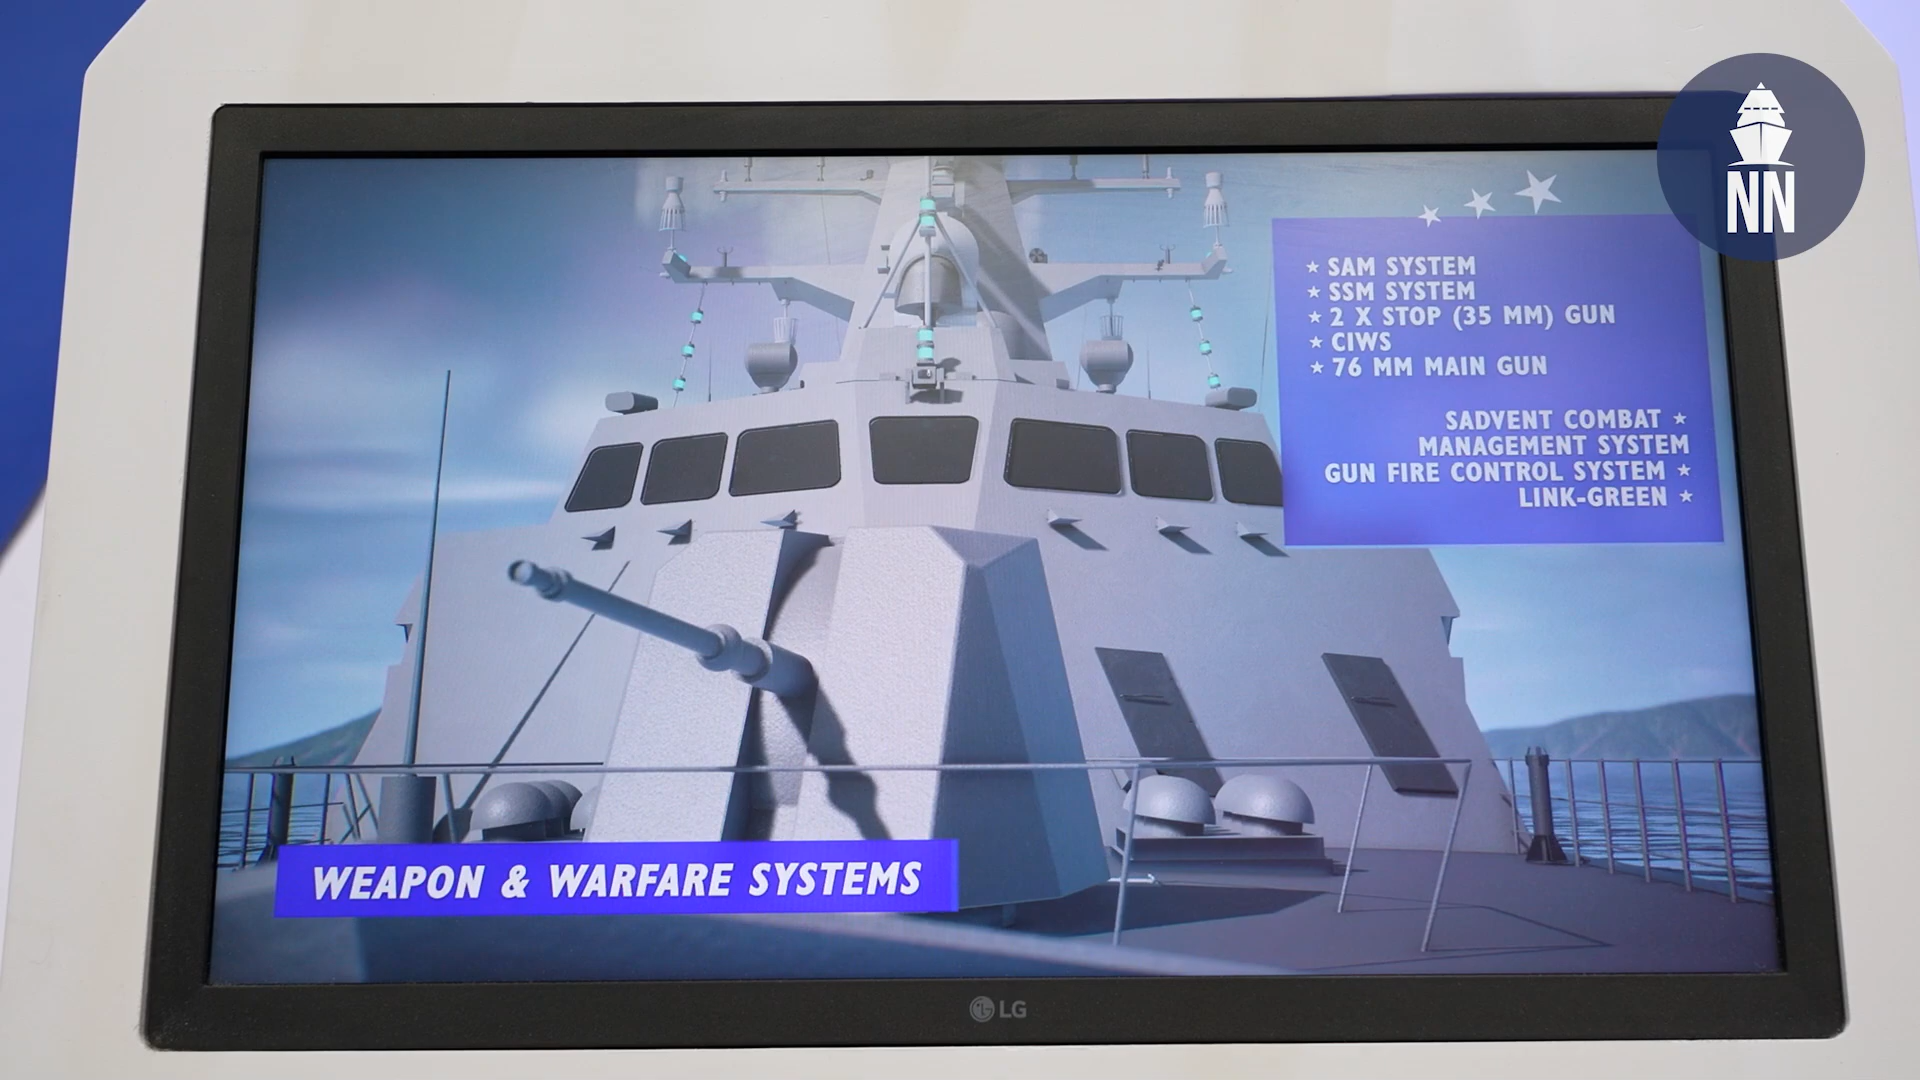 NN
★ SAM SYSTEM
★ SSM SYSTEM
★ 2 X STOP (35 MM) GUN
★ CIWS
★ 76 MM MAIN GUN
SADVENT COMBAT ★
MANAGEMENT SYSTEM
GUN FIRE CONTROL SYSTEM ★
LINK-GREEN ★
WEAPON & WARFARE SYSTEMS
LG